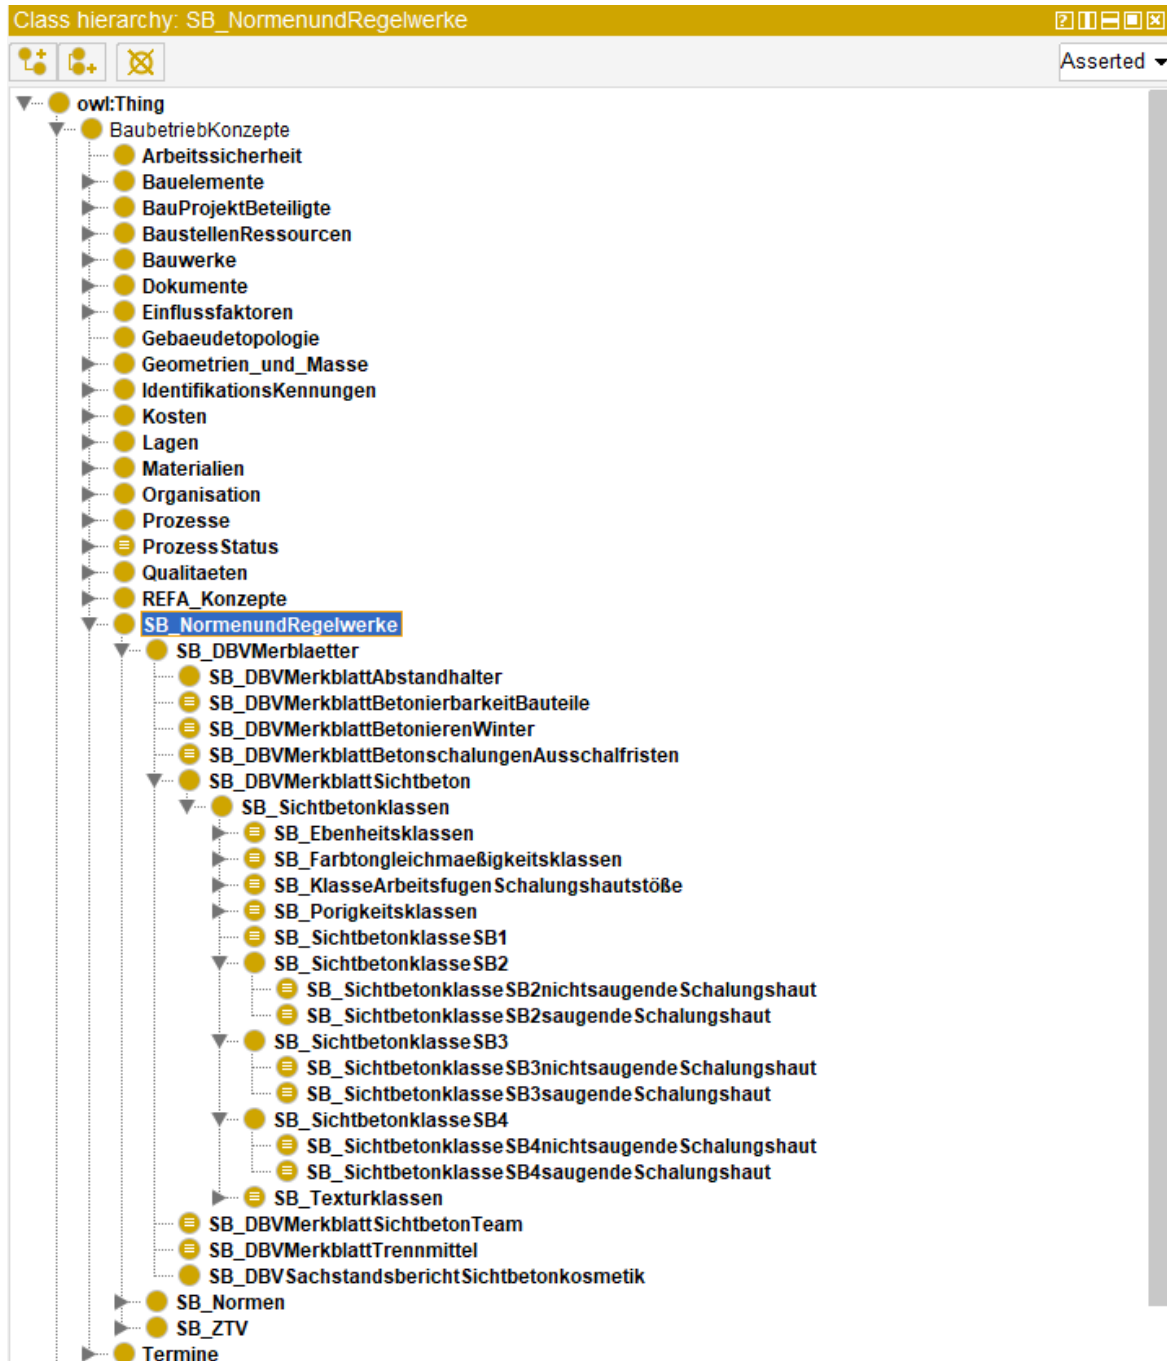 Class hierarchy: SB_NormenundRegelwerke
Asserted
owl:Thing
BaubetriebKonzepte
Arbeitssicherheit
Bauelemente
BauProjektBeteiligte
BaustellenRessourcen
Bauwerke
Dokumente
Einflussfaktoren
Gebaeudetopologie
Geometrien_und_Masse
IdentifikationsKennungen
Kosten
Lagen
Materialien
Organisation
Prozesse
ProzessStatus
Qualitaeten
REFA_Konzepte
SB_NormenundRegelwerke
SB_DBVMerblaetter
SB_DBVMerkblattAbstandhalter
SB_DBVMerkblattBetonierbarkeitBauteile
SB_DBVMerkblattBetonierenWinter
SB_DBVMerkblattBetonschalungenAusschalfristen
SB_DBVMerkblattSichtbeton
SB_Sichtbetonklassen
SB_Ebenheitsklassen
SB_Farbtongleichmaeßigkeitsklassen
SB_KlasseArbeitsfugenSchalungshautstöße
SB_Porigkeitsklassen
SB_SichtbetonklasseSB1
SB_SichtbetonklasseSB2
SB_SichtbetonklasseSB2nichtsaugendeSchalungshaut
SB_SichtbetonklasseSB2saugendeSchalungshaut
SB_SichtbetonklasseSB3
SB_SichtbetonklasseSB3nichtsaugendeSchalungshaut
SB_SichtbetonklasseSB3saugendeSchalungshaut
SB_SichtbetonklasseSB4
SB_SichtbetonklasseSB4nichtsaugendeSchalungshaut
SB_SichtbetonklasseSB4saugendeSchalungshaut
SB_Texturklassen
SB_DBVMerkblattSichtbetonTeam
SB_DBVMerkblattTrennmittel
SB_DBVSachstandsberichtSichtbetonkosmetik
SB_Normen
SB_ZTV
Termine